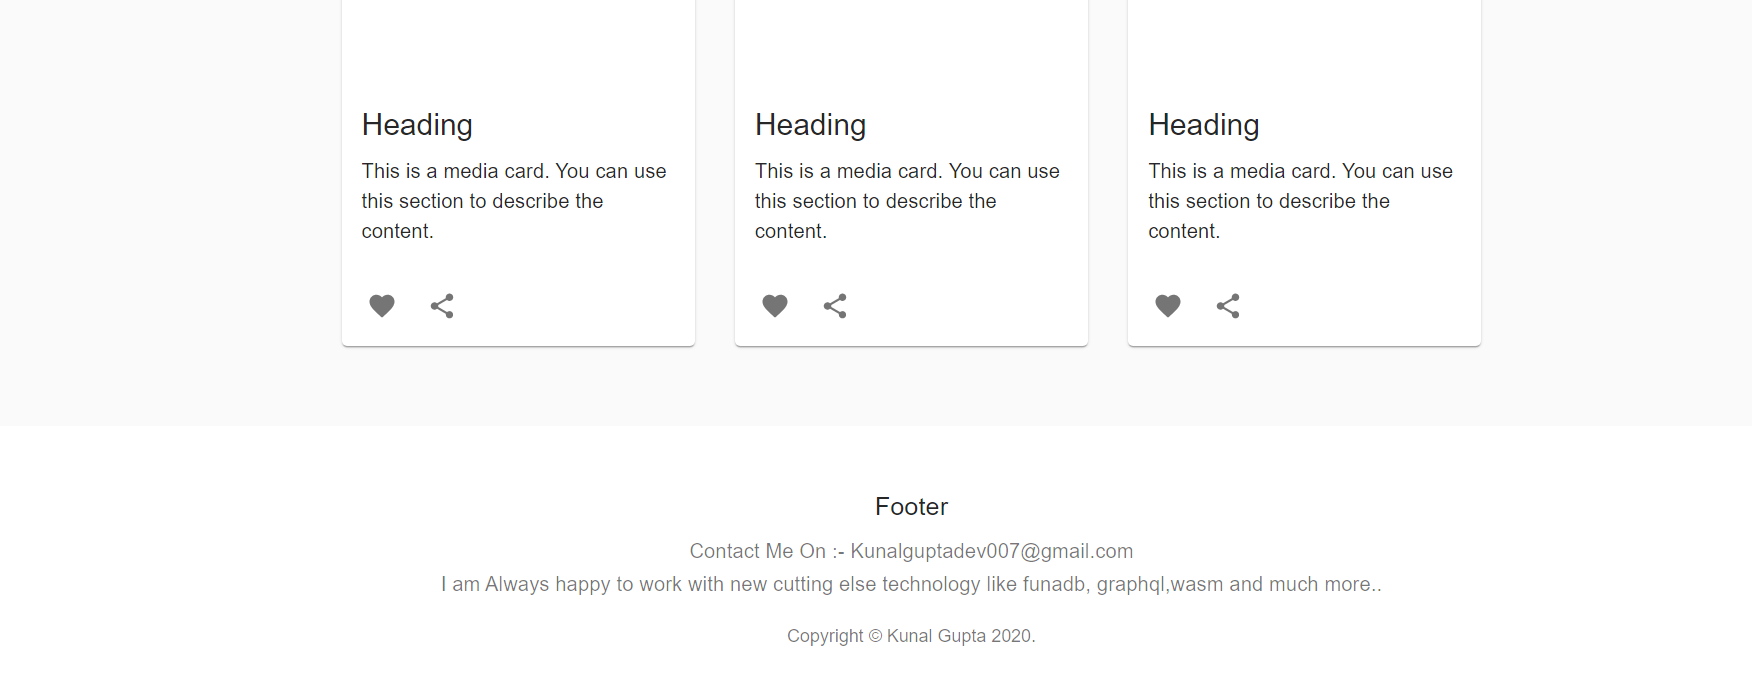 Heading
This is a media card. You can use
this section to describe the
content.
Heading
This is a media card. You can use
this section to describe the
content.
Heading
This is a media card. You can use
this section to describe the
content.
Footer
Contact Me On :- Kunalguptadev007@gmail.com
I am Always happy to work with new cutting else technology like funadb, graphql,wasm and much more..
Copyright © Kunal Gupta 2020.